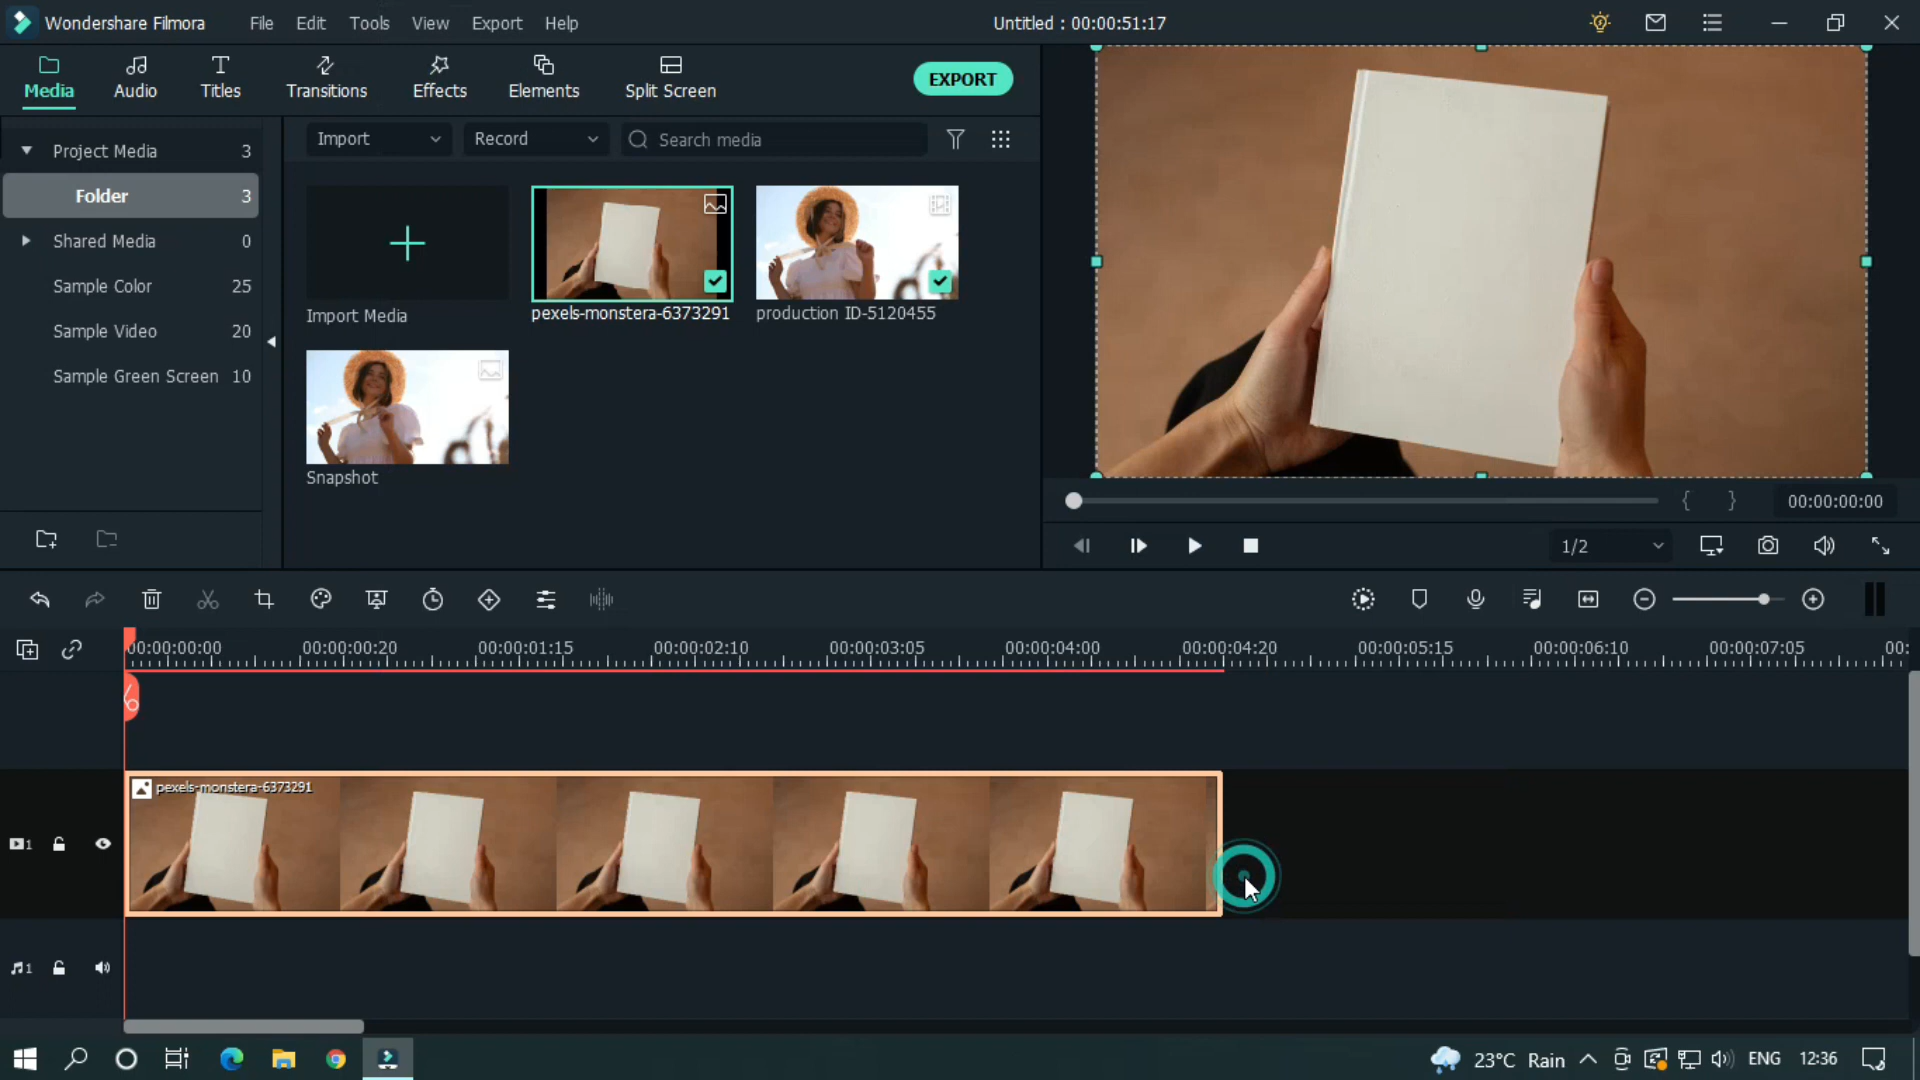 Wondershare Filmora
File Edit Tools View Export Help
Untitled : 00:00:51:17
Media Audio Titles Transitions Effects Elements Split Screen
EXPORT
Project Media 3
Folder 3
Shared Media 0
Sample Color 25
Sample Video 20
Sample Green Screen 10
Import Record Search media
Import Media
pexels-monstera-6373291
production ID-5120455
Snapshot
{ } 00:00:00:00
1/2
00:00:00:00 00:00:00:20 00:00:01:15 00:00:02:10 00:00:03:05 00:00:04:00 00:00:04:20 00:00:05:15 00:00:06:10 00:00:07:05 00:
pexels-monstera-6373291
1
1
23°C Rain ENG 12:36